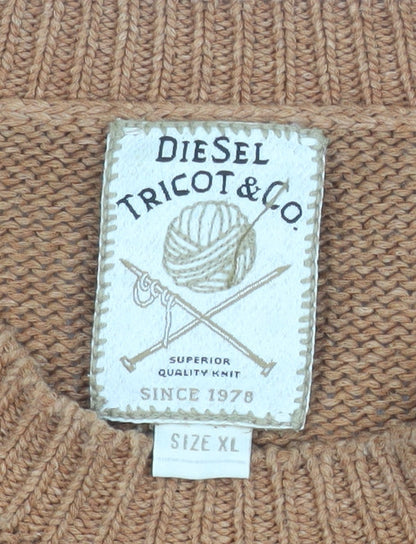 DIESEL
TRICOT & CO.
SUPERIOR
QUALITY KNIT
SINCE 1978
SIZE XL